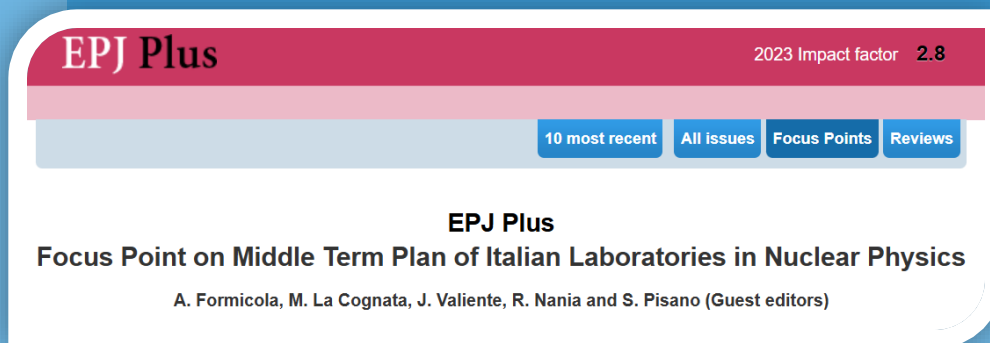 EPJ Plus
2023 Impact factor 2.8
10 most recent All issues Focus Points Reviews
EPJ Plus
Focus Point on Middle Term Plan of Italian Laboratories in Nuclear Physics
A. Formicola, M. La Cognata, J. Valiente, R. Nania and S. Pisano (Guest editors)